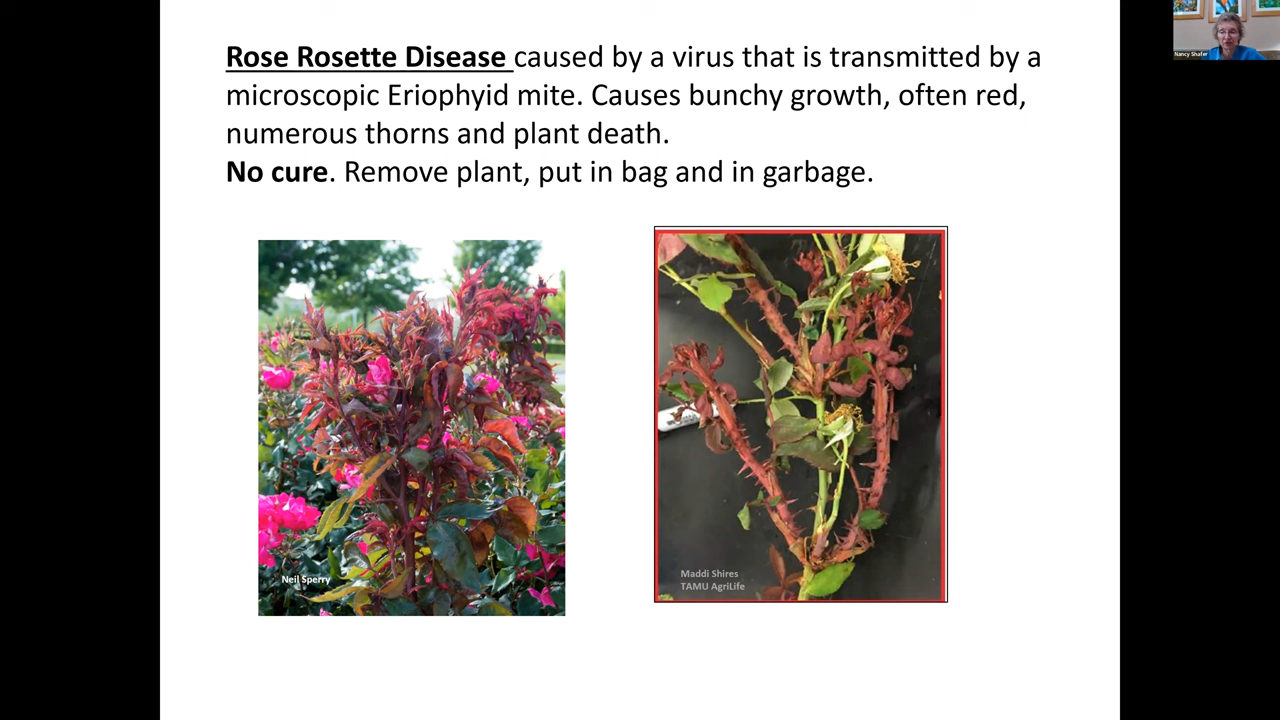 Rose Rosette Disease caused by a virus that is transmitted by a
microscopic Eriophyid mite. Causes bunchy growth, often red,
numerous thorns and plant death.
No cure. Remove plant, put in bag and in garbage.
Neil Sperry
Maddi Shires
TAMU AgriLife
Nancy Shafer